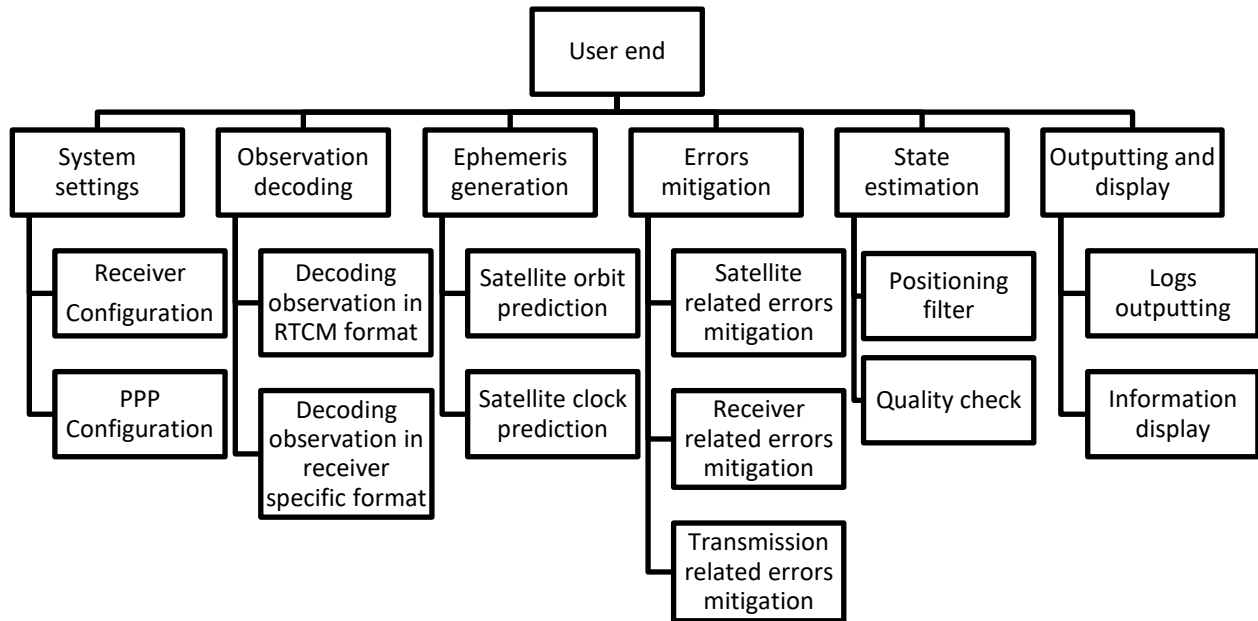 User end
System
settings
Observation
decoding
Ephemeris
generation
Errors
mitigation
State
estimation
Outputting and
display
Receiver
Configuration
PPP
Configuration
Decoding
observation in
RTCM format
Decoding
observation in
receiver
specific format
Satellite orbit
prediction
Satellite clock
prediction
Satellite
related errors
mitigation
Receiver
related errors
mitigation
Transmission
related errors
mitigation
Positioning
filter
Quality check
Logs
outputting
Information
display